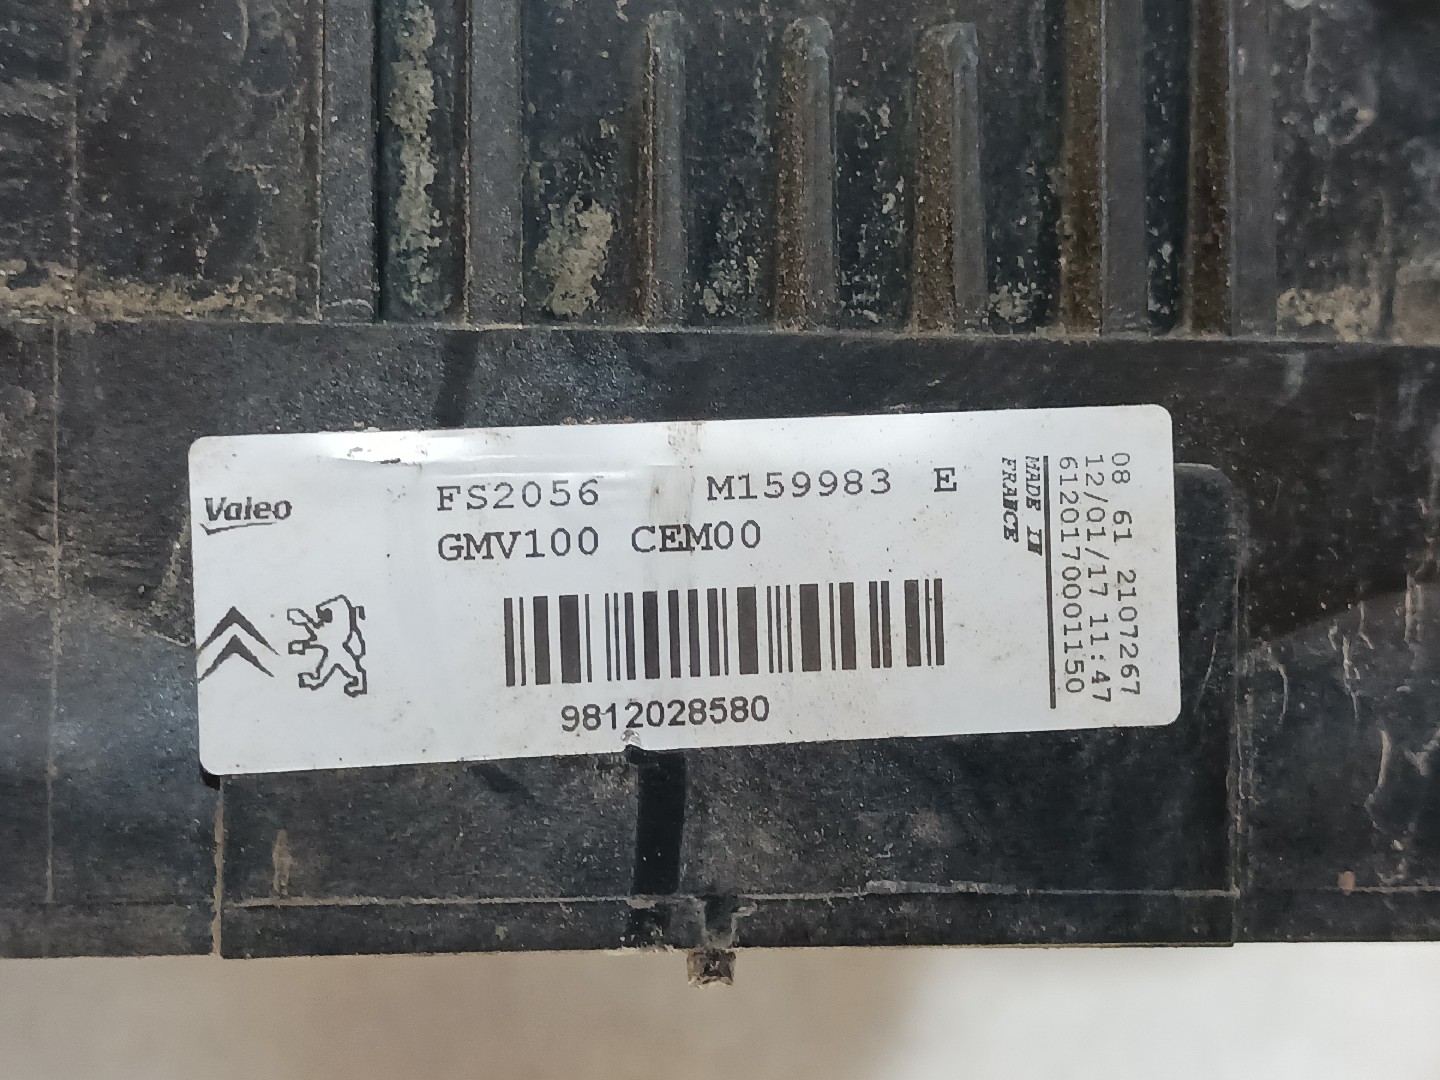 Valeo
FS2056 M159983 E
GMV100 CEM00
9812028580
MADE IN
FRANCE
08 61 2107267
12/01/17 11:47
6120170001150